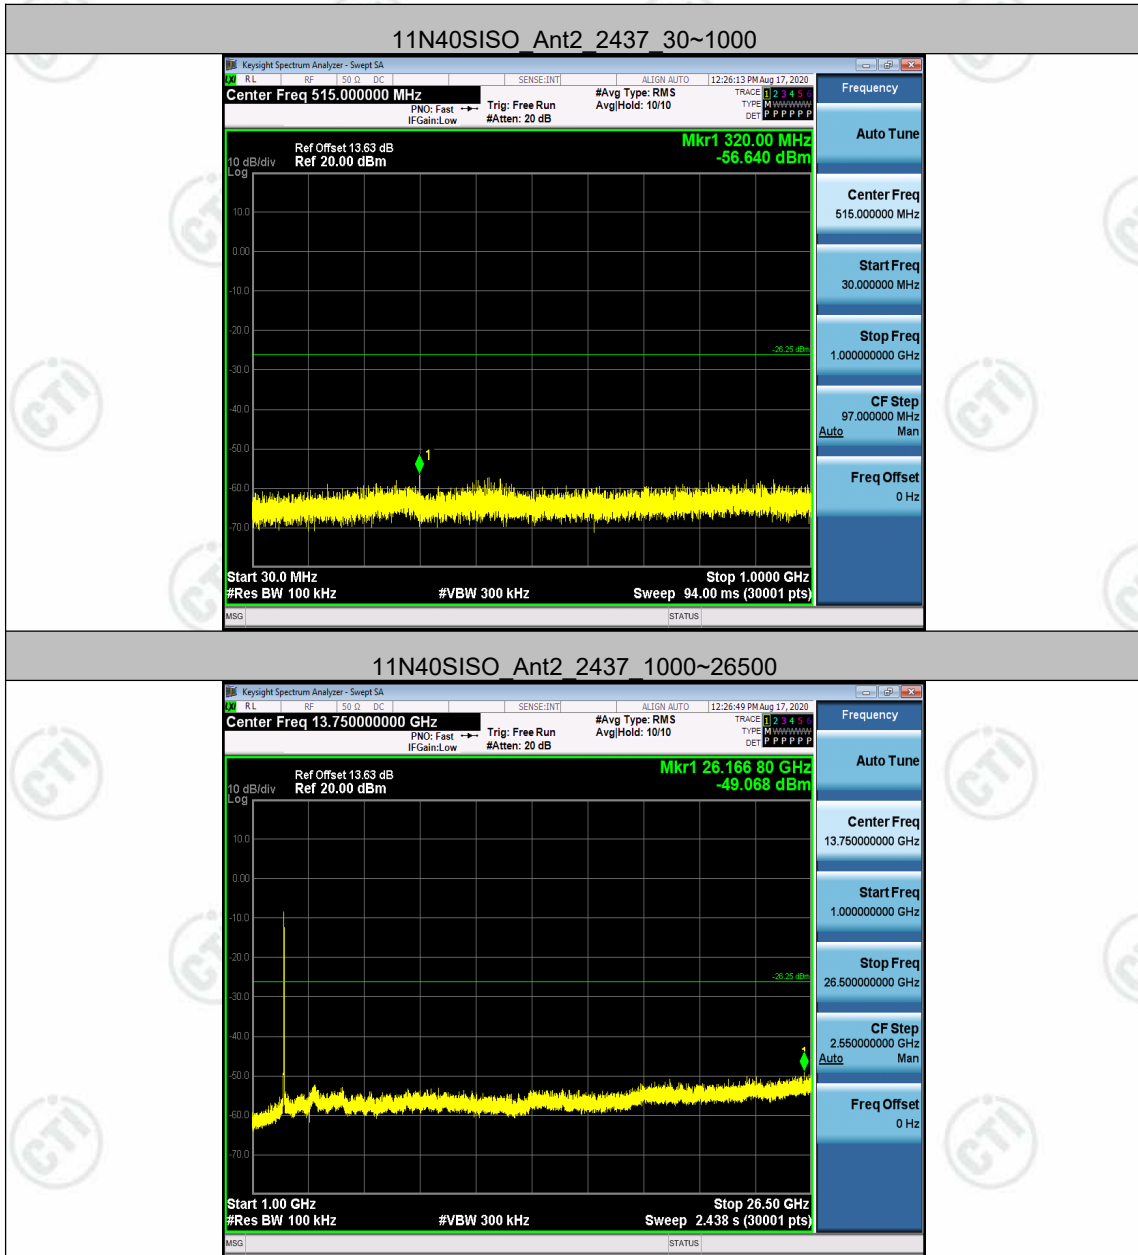 11N40SISO_Ant2_2437_30~1000
Keysight Spectrum Analyzer - Swept SA
LXI RL RF 50 Ω DC SENSE:INT ALIGN AUTO 12:26:13 PM Aug 17, 2020
Center Freq 515.000000 MHz
PNO: Fast
IFGain:Low
Trig: Free Run
#Atten: 20 dB
#Avg Type: RMS
Avg|Hold: 10/10
TRACE 1 2 3 4 5 6
TYPE M WWWWW
DET P P P P P P
Frequency
Mkr1 320.00 MHz
-56.640 dBm
Ref Offset 13.63 dB
10 dB/div Ref 20.00 dBm
Log
10.0
0.00
-10.0
-20.0
-26.25 dBm
-30.0
-40.0
-50.0
1
-60.0
-70.0
Start 30.0 MHz Stop 1.0000 GHz
#Res BW 100 kHz #VBW 300 kHz Sweep 94.00 ms (30001 pts)
MSG STATUS
Auto Tune
Center Freq
515.000000 MHz
Start Freq
30.000000 MHz
Stop Freq
1.000000000 GHz
CF Step
97.000000 MHz
Auto Man
Freq Offset
0 Hz
11N40SISO_Ant2_2437_1000~26500
Keysight Spectrum Analyzer - Swept SA
LXI RL RF 50 Ω DC SENSE:INT ALIGN AUTO 12:26:49 PM Aug 17, 2020
Center Freq 13.750000000 GHz
PNO: Fast
IFGain:Low
Trig: Free Run
#Atten: 20 dB
#Avg Type: RMS
Avg|Hold: 10/10
TRACE 1 2 3 4 5 6
TYPE M WWWWW
DET P P P P P P
Frequency
Mkr1 26.166 80 GHz
-49.068 dBm
Ref Offset 13.63 dB
10 dB/div Ref 20.00 dBm
Log
10.0
0.00
-10.0
-20.0
-26.25 dBm
-30.0
-40.0
1
-50.0
-60.0
-70.0
Start 1.00 GHz Stop 26.50 GHz
#Res BW 100 kHz #VBW 300 kHz Sweep 2.438 s (30001 pts)
MSG STATUS
Auto Tune
Center Freq
13.750000000 GHz
Start Freq
1.000000000 GHz
Stop Freq
26.500000000 GHz
CF Step
2.550000000 GHz
Auto Man
Freq Offset
0 Hz
CTI
CTI
CTI
CTI
CTI
CTI